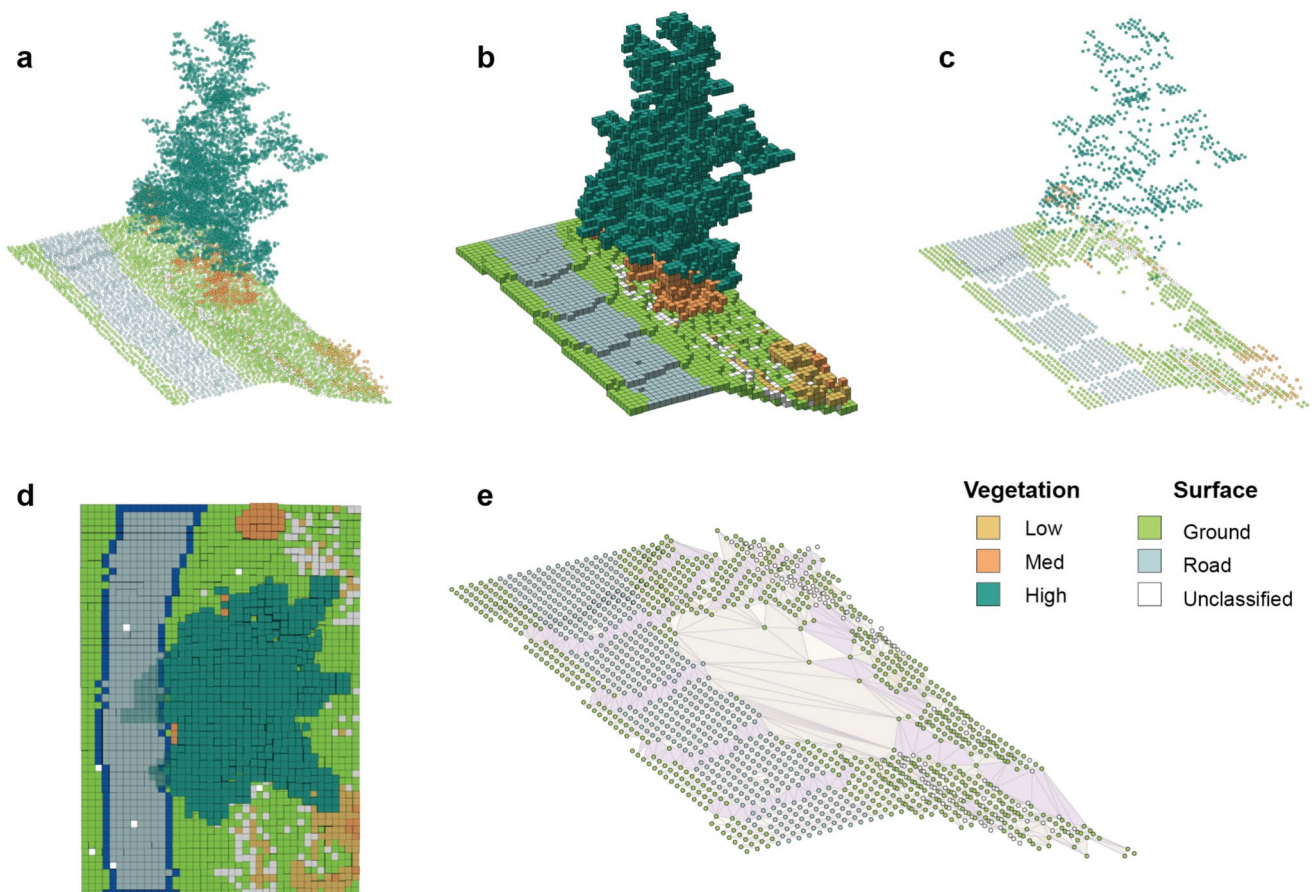 a
b
c
d
e
Vegetation
Low
Med
High
Surface
Ground
Road
Unclassified